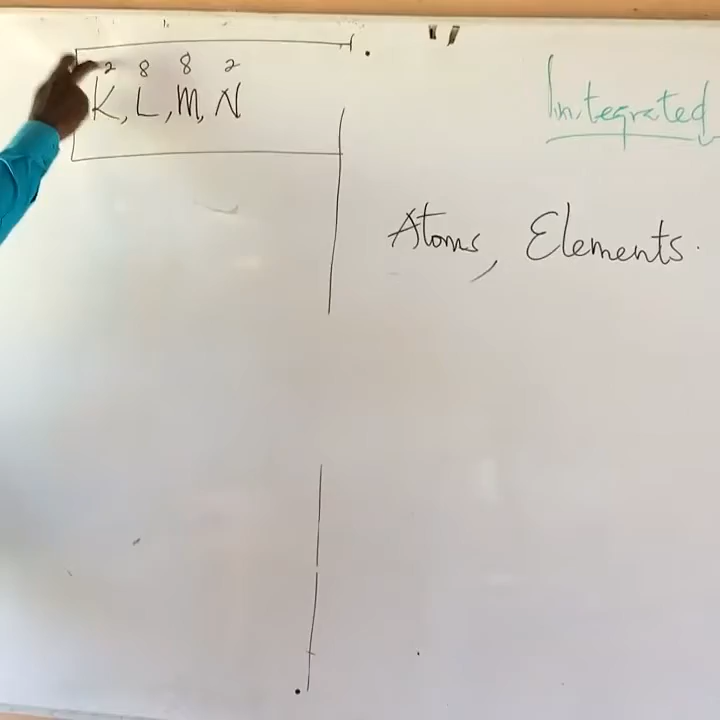 2 8 8 2
K, L, M, N
Integrated
Atoms, Elements.